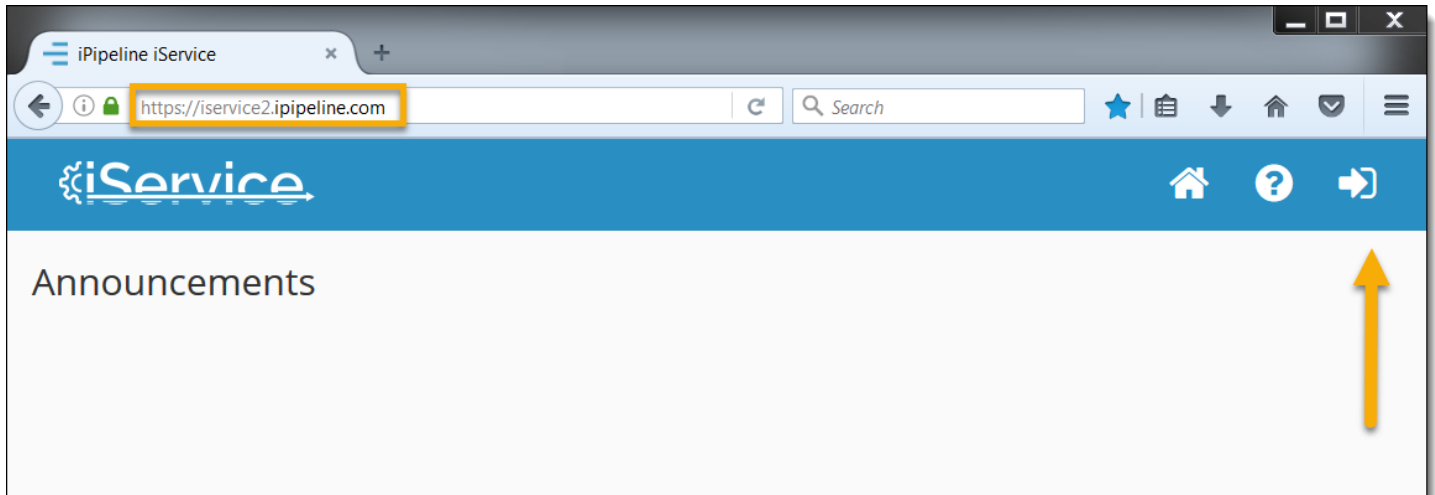 iPipeline iService
https://iservice2.ipipeline.com
Search
iService
Announcements